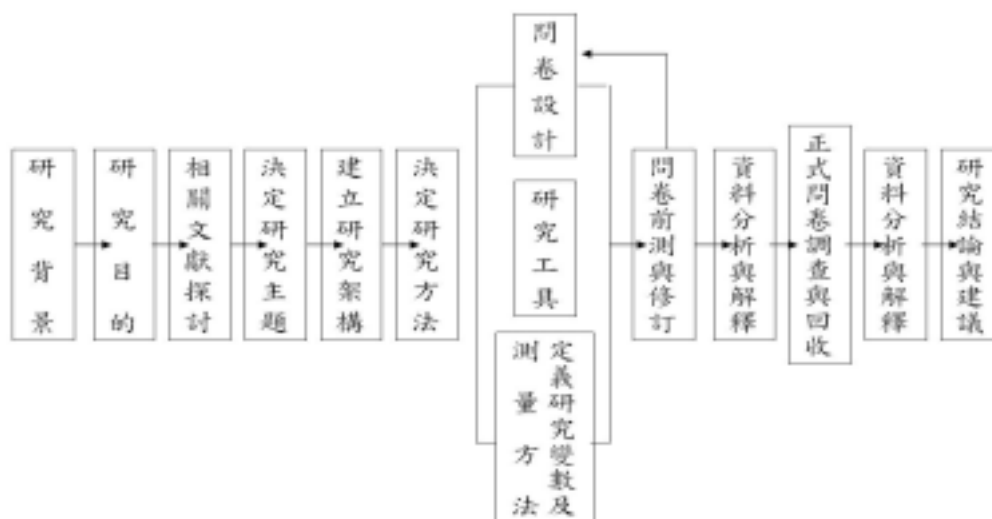 研究背景
研究目的
相關文獻探討
決定研究主題
建立研究架構
決定研究方法
問卷設計
研究工具
定義研究變數及
測量方法
問卷前測與修訂
資料分析與解釋
正式問卷調查與回收
資料分析與解釋
研究結論與建議